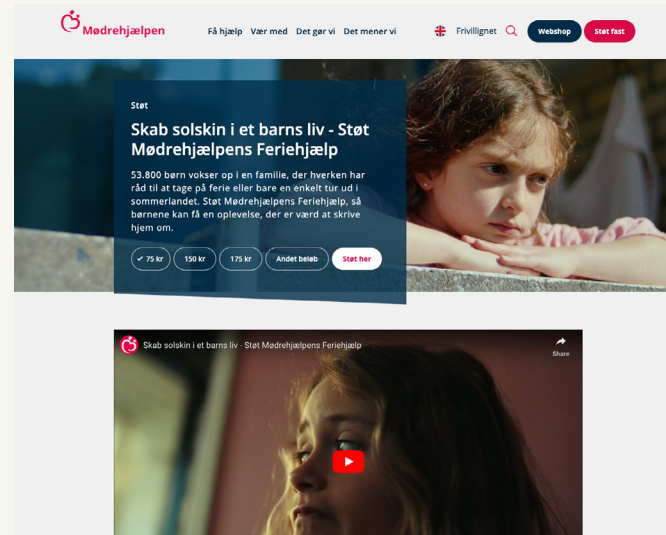 Mødrehjælpen
Få hjælp Vær med Det gør vi Det mener vi
Frivillignet
Webshop
Støt fast
Støt
Skab solskin i et barns liv - Støt
Mødrehjælpens Feriehjælp
53.800 børn vokser op i en familie, der hverken har
råd til at tage på ferie eller bare en enkelt tur ud i
sommerlandet. Støt Mødrehjælpens Feriehjælp, så
børnene kan få en oplevelse, der er værd at skrive
hjem om.
75 kr 150 kr 175 kr Andet beløb Støt her
Skab solskin i et barns liv - Støt Mødrehjælpens Feriehjælp
Share